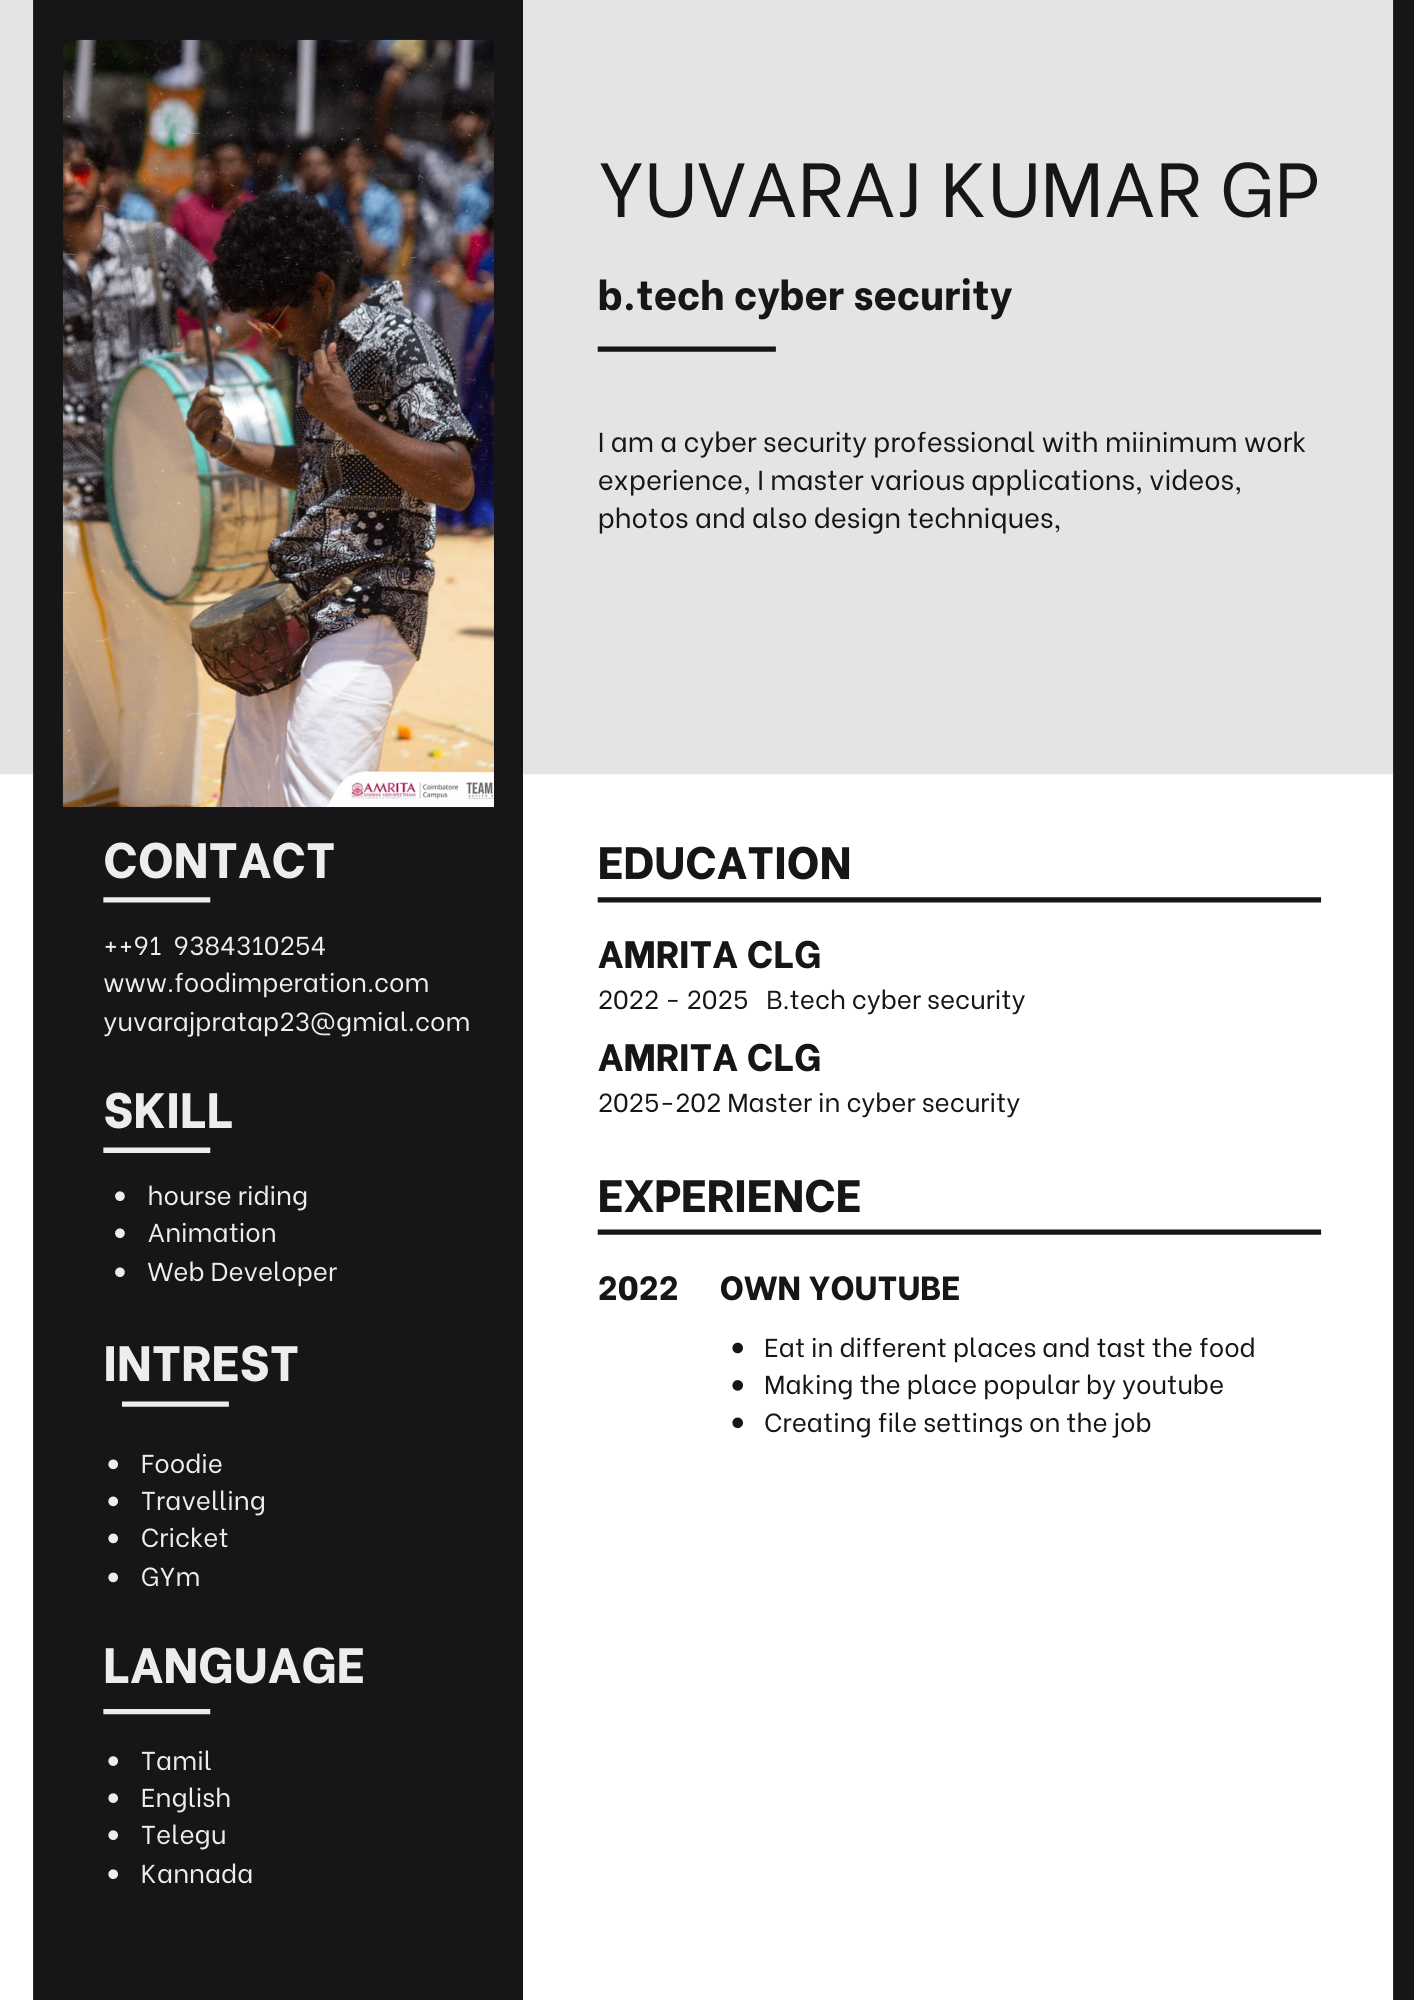 YUVARAJ KUMAR GP
b.tech cyber security
I am a cyber security professional with miinimum work
experience, I master various applications, videos,
photos and also design techniques,
AMRITA
Coimbatore
Campus
TEAM
CONTACT
++91 9384310254
www.foodimperation.com
yuvarajpratap23@gmial.com
SKILL
hourse riding
Animation
Web Developer
INTREST
Foodie
Travelling
Cricket
GYm
LANGUAGE
Tamil
English
Telegu
Kannada
EDUCATION
AMRITA CLG
2022 - 2025 B.tech cyber security
AMRITA CLG
2025-202 Master in cyber security
EXPERIENCE
2022 OWN YOUTUBE
Eat in different places and tast the food
Making the place popular by youtube
Creating file settings on the job